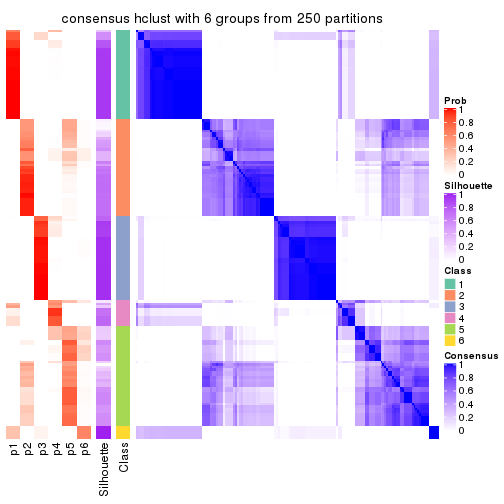 consensus hclust with 6 groups from 250 partitions
Prob
1
0.8
0.6
0.4
0.2
0
Silhouette
1
0.8
0.6
0.4
0.2
0
Class
1
2
3
4
5
6
Consensus
1
0.8
0.6
0.4
0.2
0
p1
p2
p3
p4
p5
p6
Silhouette
Class